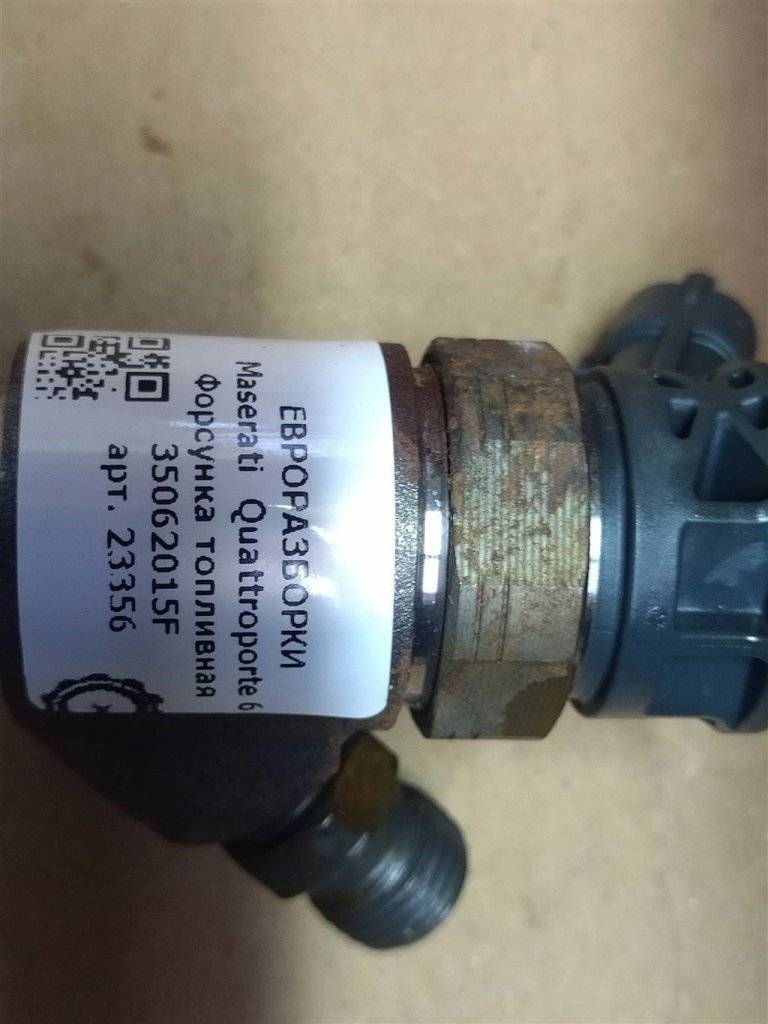 ЕВРОРАЗБОРКИ
Maserati Quattroporte 6
Форсунка топливная
35062015F
арт. 23356